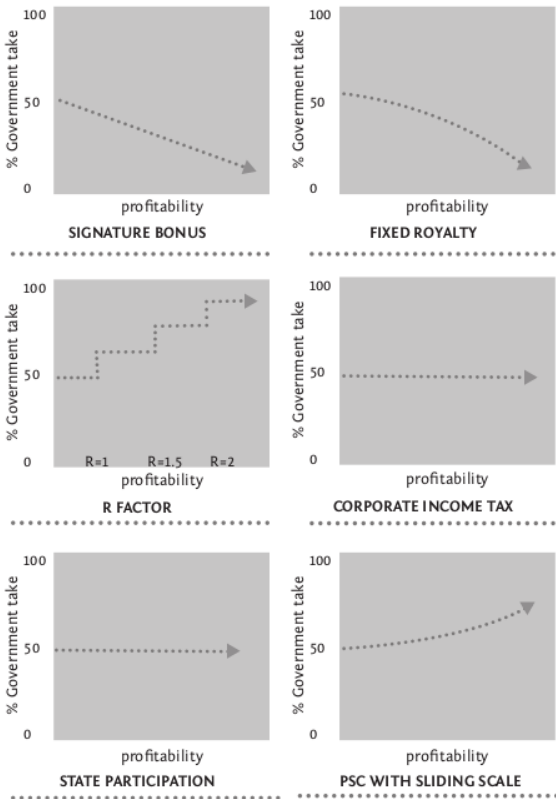 100
% Government take
50
0
profitability
SIGNATURE BONUS
100
% Government take
50
0
profitability
FIXED ROYALTY
100
% Government take
50
0
R=1 R=1.5 R=2
profitability
R FACTOR
100
% Government take
50
0
profitability
CORPORATE INCOME TAX
100
% Government take
50
0
profitability
STATE PARTICIPATION
100
% Government take
50
0
profitability
PSC WITH SLIDING SCALE